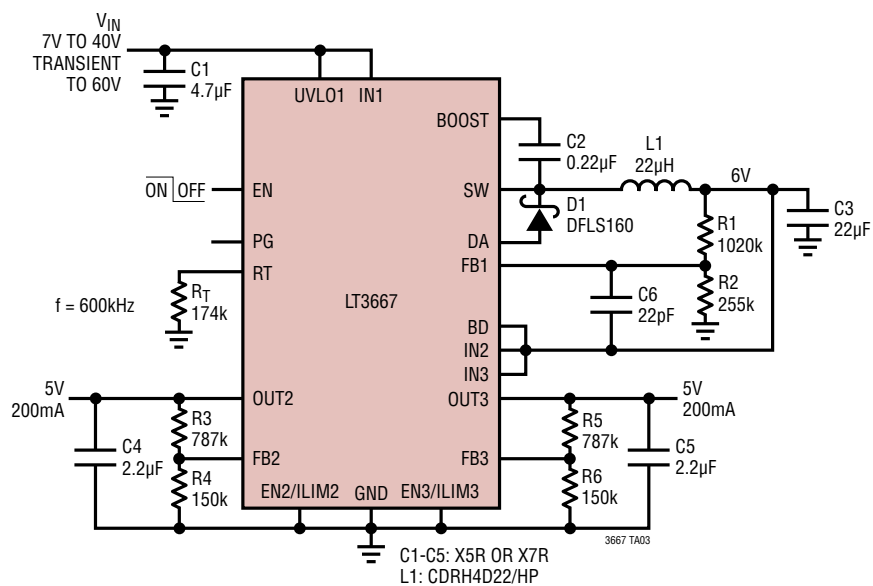 VIN
7V TO 40V
TRANSIENT
TO 60V
C1
4.7µF
UVLO1
IN1
BOOST
C2
0.22µF
L1
22µH
6V
ON OFF
EN
SW
D1
DFLS160
C3
22µF
R1
1020k
PG
DA
RT
FB1
f = 600kHz
RT
174k
LT3667
C6
22pF
R2
255k
BD
IN2
IN3
5V
200mA
OUT2
OUT3
5V
200mA
R3
787k
R5
787k
C4
2.2µF
C5
2.2µF
FB2
FB3
R4
150k
R6
150k
EN2/ILIM2
GND
EN3/ILIM3
3667 TA03
C1-C5: X5R OR X7R
L1: CDRH4D22/HP